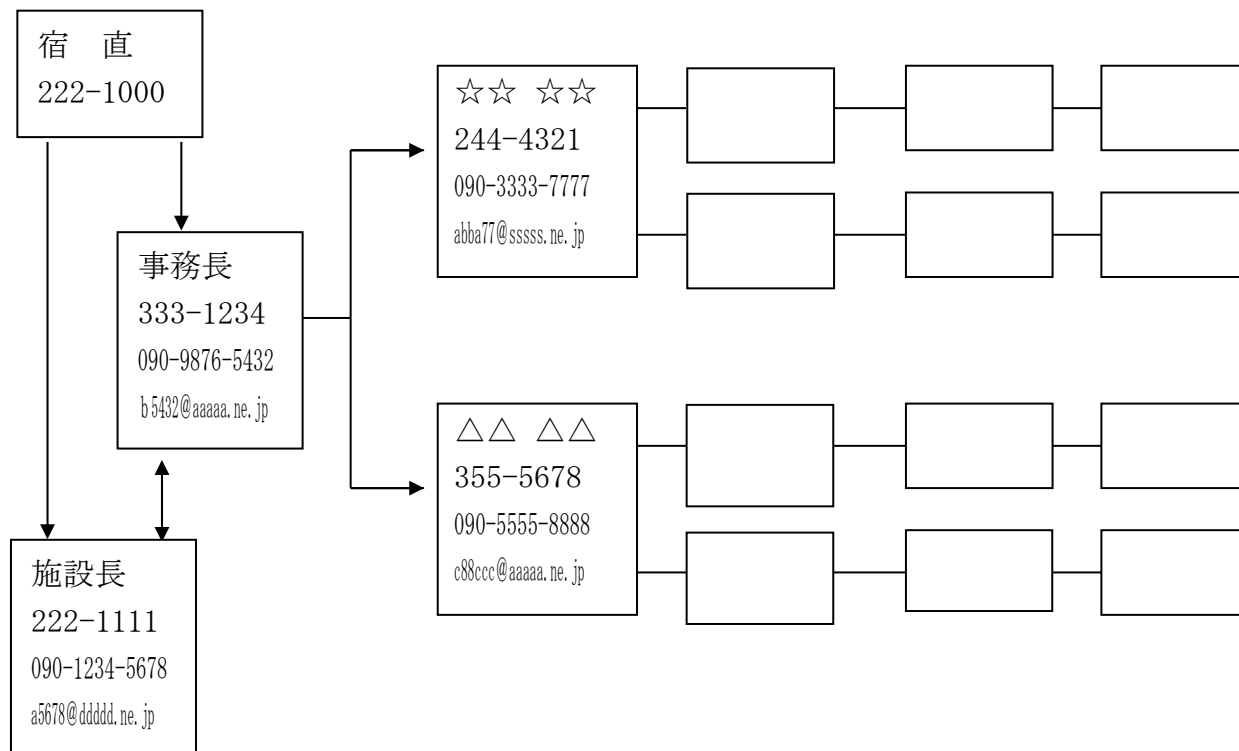 宿　直
222-1000
☆☆ ☆☆
244-4321
090-3333-7777
abba77@sssss.ne.jp
事務長
333-1234
090-9876-5432
b5432@aaaaa.ne.jp
△△ △△
355-5678
090-5555-8888
c88ccc@aaaaa.ne.jp
施設長
222-1111
090-1234-5678
a5678@ddddd.ne.jp